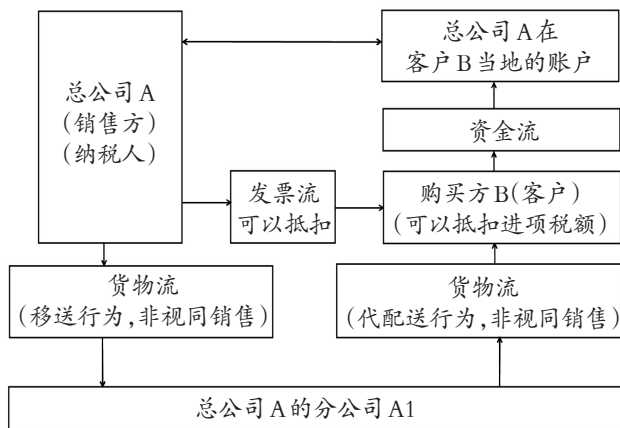 总公司A在
客户B当地的账户
总公司A
(销售方)
(纳税人)
资金流
发票流
可以抵扣
购买方B(客户)
(可以抵扣进项税额)
货物流
(移送行为,非视同销售)
货物流
(代配送行为,非视同销售)
总公司A的分公司A1